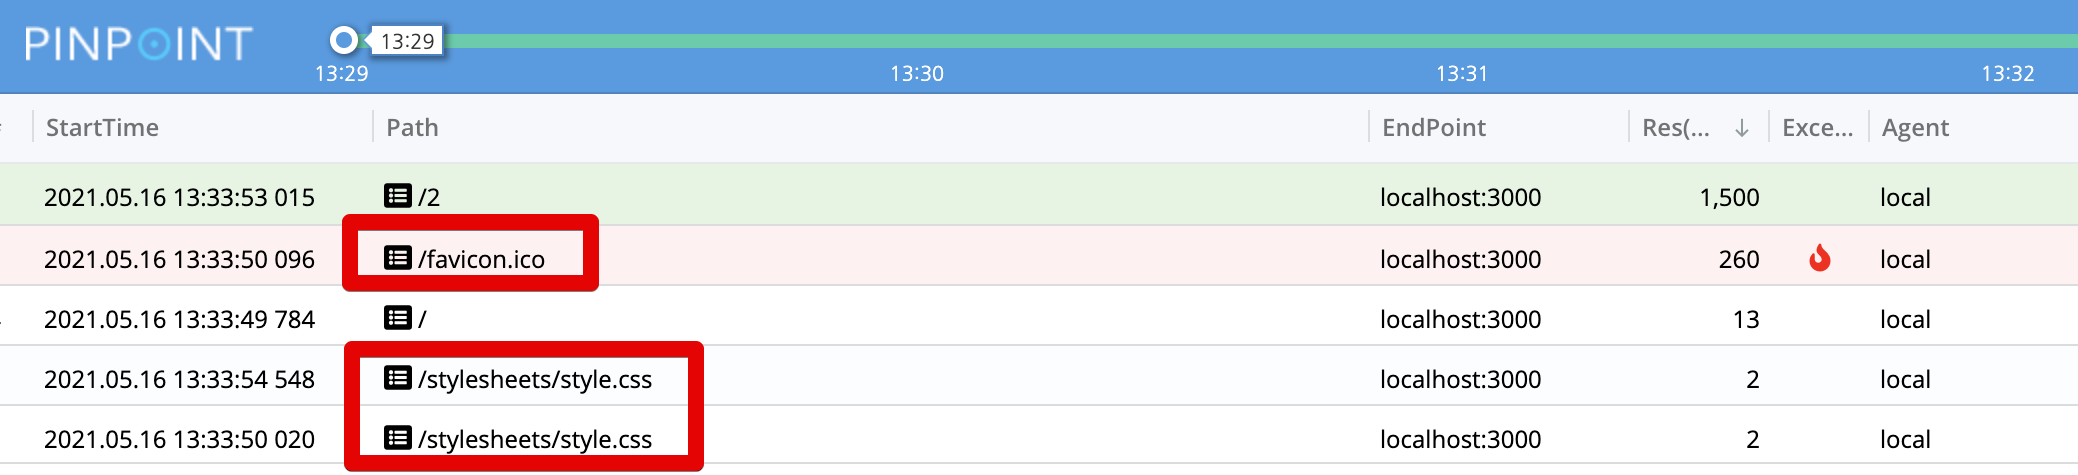 PINPOINT
13:29
13:29 13:30 13:31 13:32
StartTime Path EndPoint Res(... ↓ Exce... Agent
2021.05.16 13:33:53 015 /2 localhost:3000 1,500 local
2021.05.16 13:33:50 096 /favicon.ico localhost:3000 260 local
2021.05.16 13:33:49 784 / localhost:3000 13 local
2021.05.16 13:33:54 548 /stylesheets/style.css localhost:3000 2 local
2021.05.16 13:33:50 020 /stylesheets/style.css localhost:3000 2 local